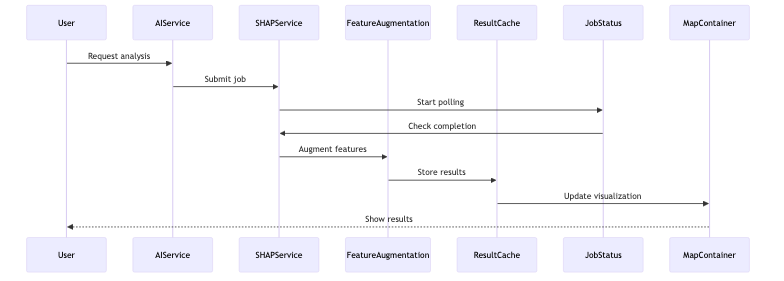 User AIService SHAPService FeatureAugmentation ResultCache JobStatus MapContainer
Request analysis
Submit job
Start polling
Check completion
Augment features
Store results
Update visualization
Show results
User AIService SHAPService FeatureAugmentation ResultCache JobStatus MapContainer